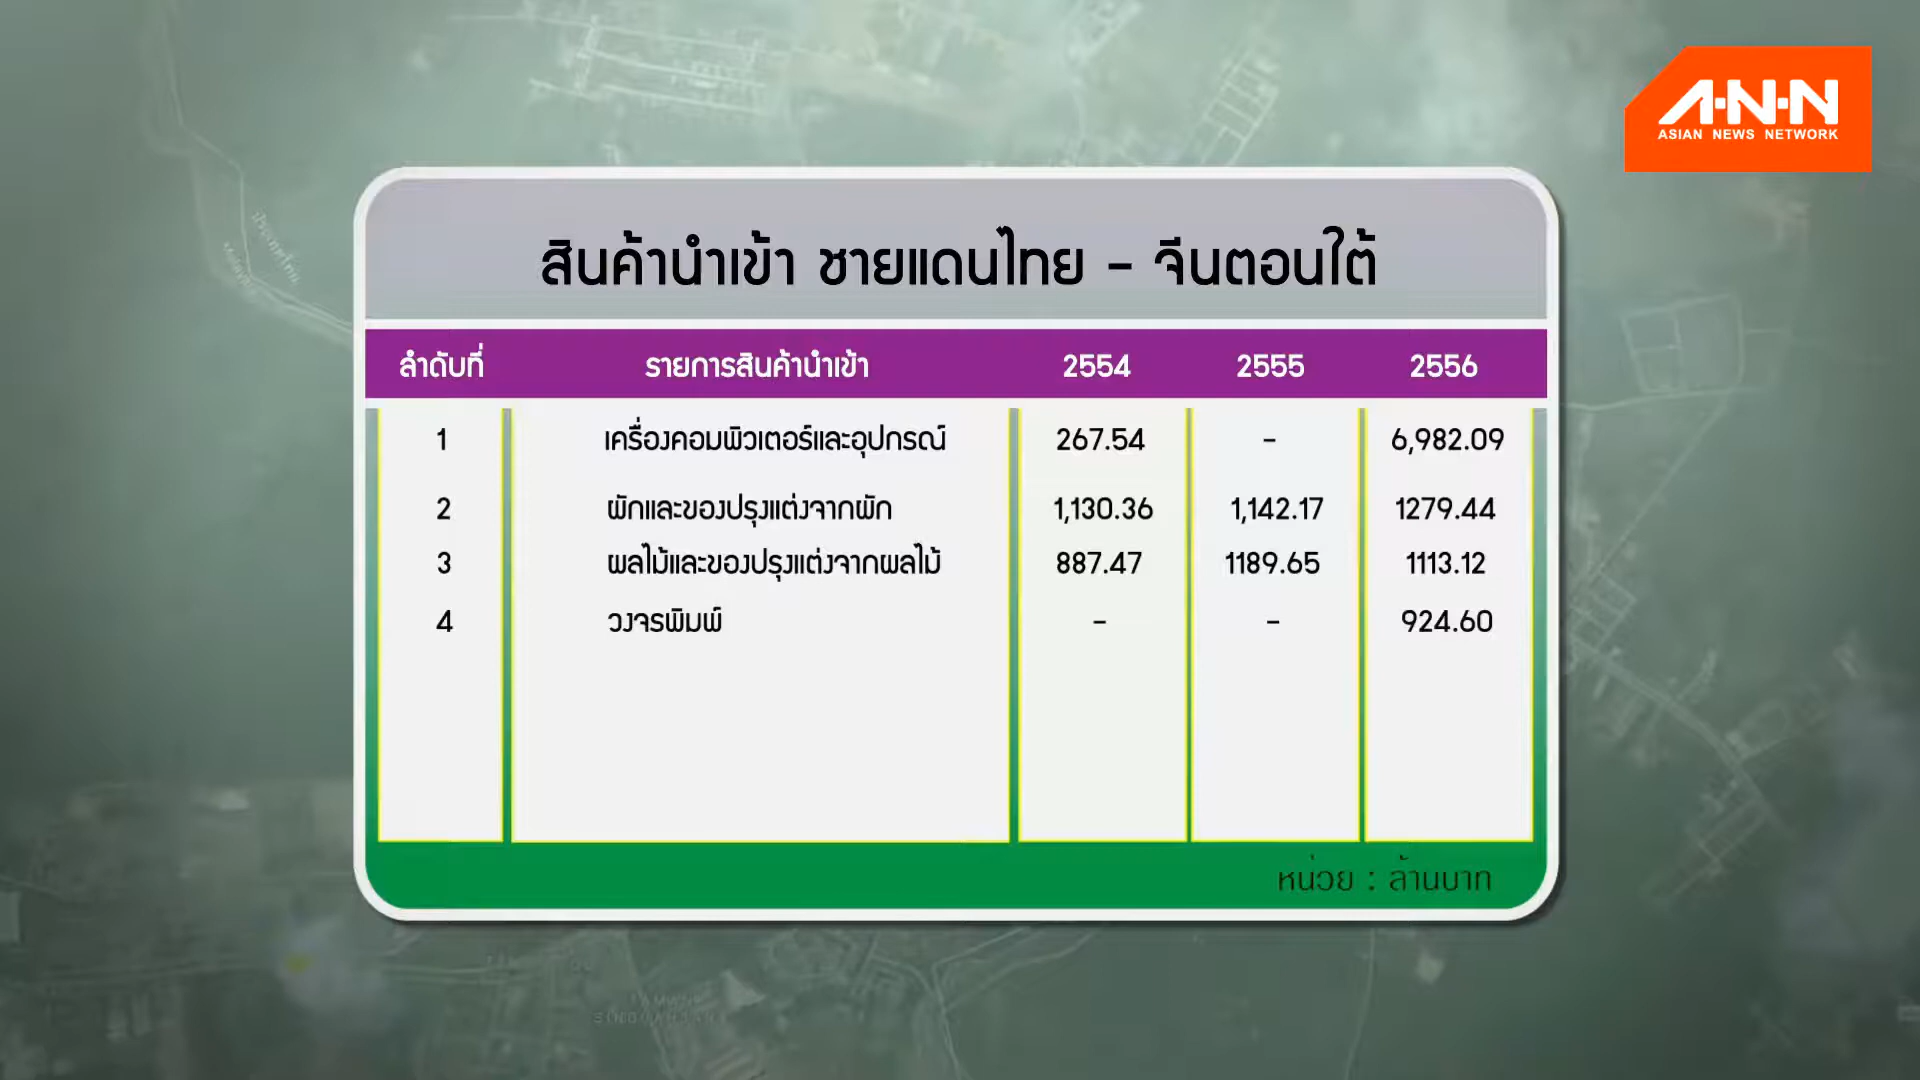 A-N-N
ASIAN NEWS NETWORK
สินค้านำเข้า ชายแดนไทย - จีนตอนใต้
ลำดับที่ รายการสินค้านำเข้า 2554 2555 2556
1 เครื่องคอมพิวเตอร์และอุปกรณ์ 267.54 - 6,982.09
2 ผักและของปรุงแต่งจากผัก 1,130.36 1,142.17 1279.44
3 ผลไม้และของปรุงแต่งจากผลไม้ 887.47 1189.65 1113.12
4 วงจรพิมพ์ - - 924.60
หน่วย : ล้านบาท